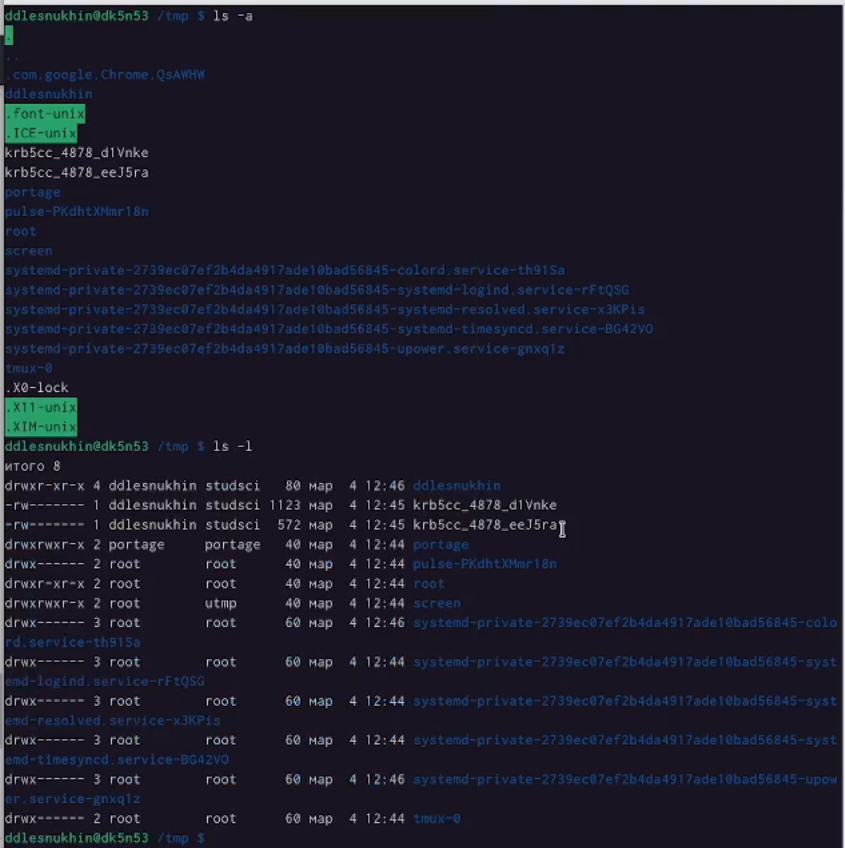 ddlesnukhin@dk5n53 /tmp $ ls -a
.
..
.com.google.Chrome.QsAWHW
ddlesnukhin
.font-unix
.ICE-unix
krb5cc_4878_d1Vnke
krb5cc_4878_eeJ5ra
portage
pulse-PKdhtXMmr18n
root
screen
systemd-private-2739ec07ef2b4da4917ade10bad56845-colord.service-th91Sa
systemd-private-2739ec07ef2b4da4917ade10bad56845-systemd-logind.service-rFtQSG
systemd-private-2739ec07ef2b4da4917ade10bad56845-systemd-resolved.service-x3KPis
systemd-private-2739ec07ef2b4da4917ade10bad56845-systemd-timesyncd.service-BG42VO
systemd-private-2739ec07ef2b4da4917ade10bad56845-upower.service-gnxq1z
tmux-0
.X0-lock
.X11-unix
.XIM-unix
ddlesnukhin@dk5n53 /tmp $ ls -l
итого 8
drwxr-xr-x 4 ddlesnukhin studsci   80 мар  4 12:46 ddlesnukhin
-rw------- 1 ddlesnukhin studsci 1123 мар  4 12:45 krb5cc_4878_d1Vnke
-rw------- 1 ddlesnukhin studsci  572 мар  4 12:45 krb5cc_4878_eeJ5ra
drwxrwxr-x 2 portage     portage   40 мар  4 12:44 portage
drwx------ 2 root        root      40 мар  4 12:44 pulse-PKdhtXMmr18n
drwxr-xr-x 2 root        root      40 мар  4 12:44 root
drwxrwxr-x 2 root        utmp      40 мар  4 12:44 screen
drwx------ 3 root        root      60 мар  4 12:46 systemd-private-2739ec07ef2b4da4917ade10bad56845-colo
rd.service-th91Sa
drwx------ 3 root        root      60 мар  4 12:44 systemd-private-2739ec07ef2b4da4917ade10bad56845-syst
emd-logind.service-rFtQSG
drwx------ 3 root        root      60 мар  4 12:44 systemd-private-2739ec07ef2b4da4917ade10bad56845-syst
emd-resolved.service-x3KPis
drwx------ 3 root        root      60 мар  4 12:44 systemd-private-2739ec07ef2b4da4917ade10bad56845-syst
emd-timesyncd.service-BG42VO
drwx------ 3 root        root      60 мар  4 12:46 systemd-private-2739ec07ef2b4da4917ade10bad56845-upow
er.service-gnxq1z
drwx------ 2 root        root      60 мар  4 12:44 tmux-0
ddlesnukhin@dk5n53 /tmp $